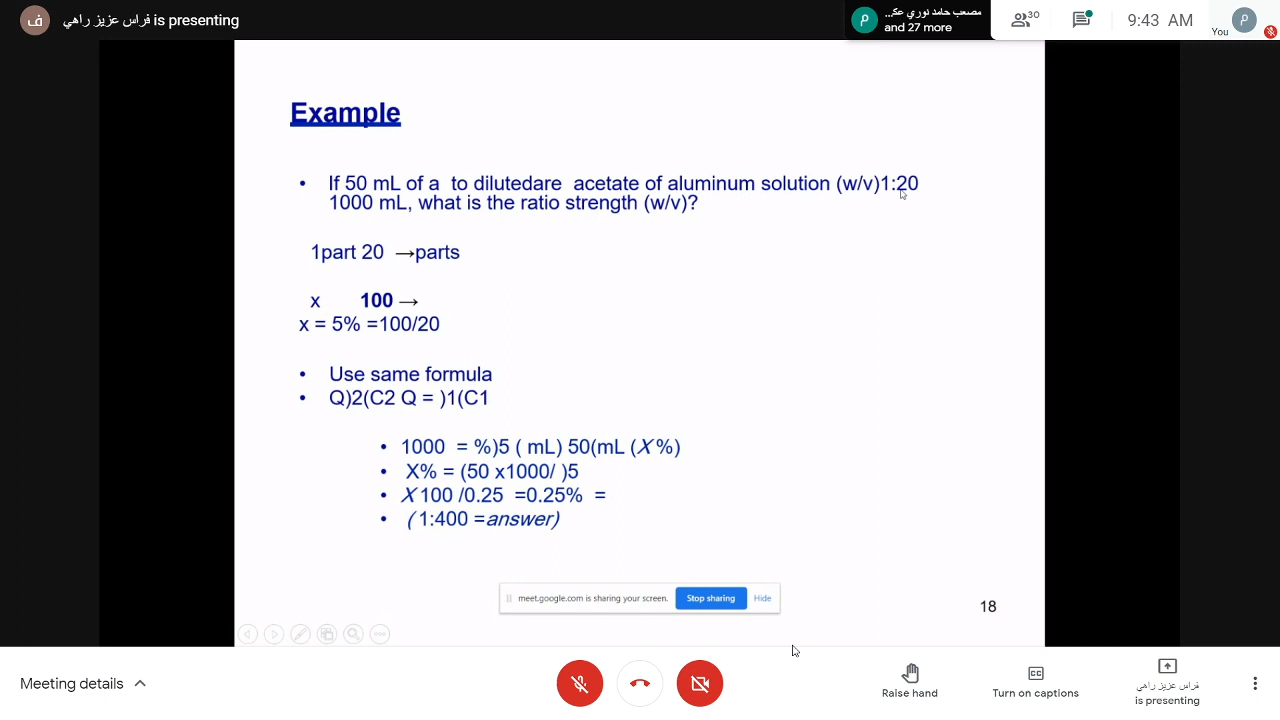 فراس عزيز راهي is presenting
مصعب حامد نوري عك...
and 27 more
30
9:43 AM
You
Example
• If 50 mL of a to dilutedare acetate of aluminum solution (w/v)1:20
1000 mL, what is the ratio strength (w/v)?
1part 20 →parts
x 100 →
x = 5% =100/20
• Use same formula
• Q)2(C2 Q = )1(C1
• 1000 = %)5 ( mL) 50(mL (X %)
• X% = (50 x1000/ )5
• X 100 /0.25 =0.25% =
• ( 1:400 =answer)
meet.google.com is sharing your screen. Stop sharing Hide
18
Meeting details
Raise hand
Turn on captions
فراس عزيز راهي
is presenting